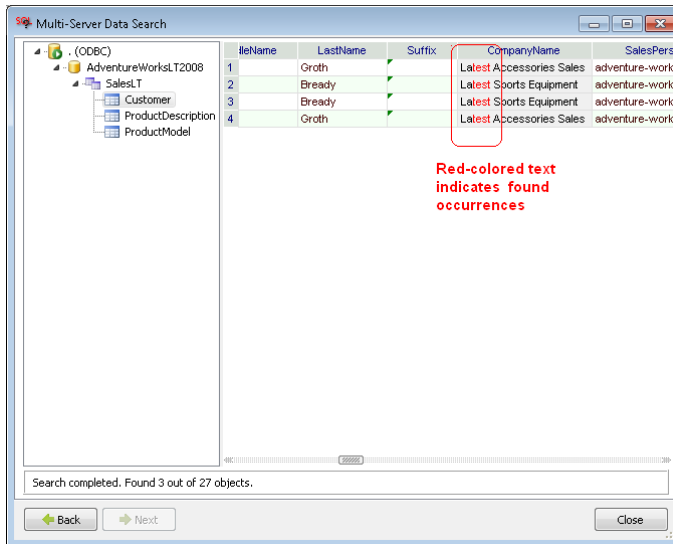 SQL Multi-Server Data Search
. (ODBC)
AdventureWorksLT2008
SalesLT
Customer
ProductDescription
ProductModel
lleName LastName Suffix CompanyName SalesPers
1 Groth Latest Accessories Sales adventure-work
2 Bready Latest Sports Equipment adventure-work
3 Bready Latest Sports Equipment adventure-work
4 Groth Latest Accessories Sales adventure-work
Red-colored text
indicates found
occurrences
Search completed. Found 3 out of 27 objects.
Back Next Close